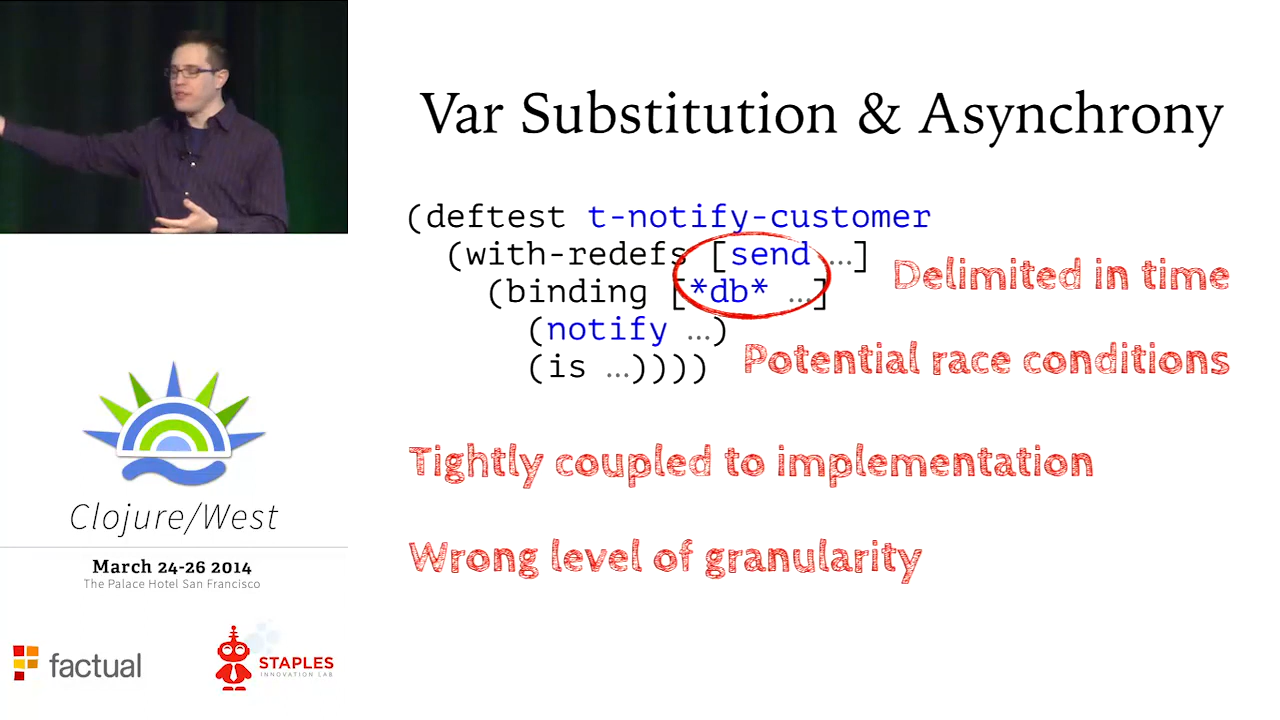 Var Substitution & Asynchrony
(deftest t-notify-customer
(with-redefs [send …]
(binding [*db* …]
(notify …)
(is …))))
Delimited in time
Potential race conditions
Tightly coupled to implementation
Wrong level of granularity
Clojure/West
March 24-26 2014
The Palace Hotel San Francisco
factual
STAPLES
INNOVATION LAB